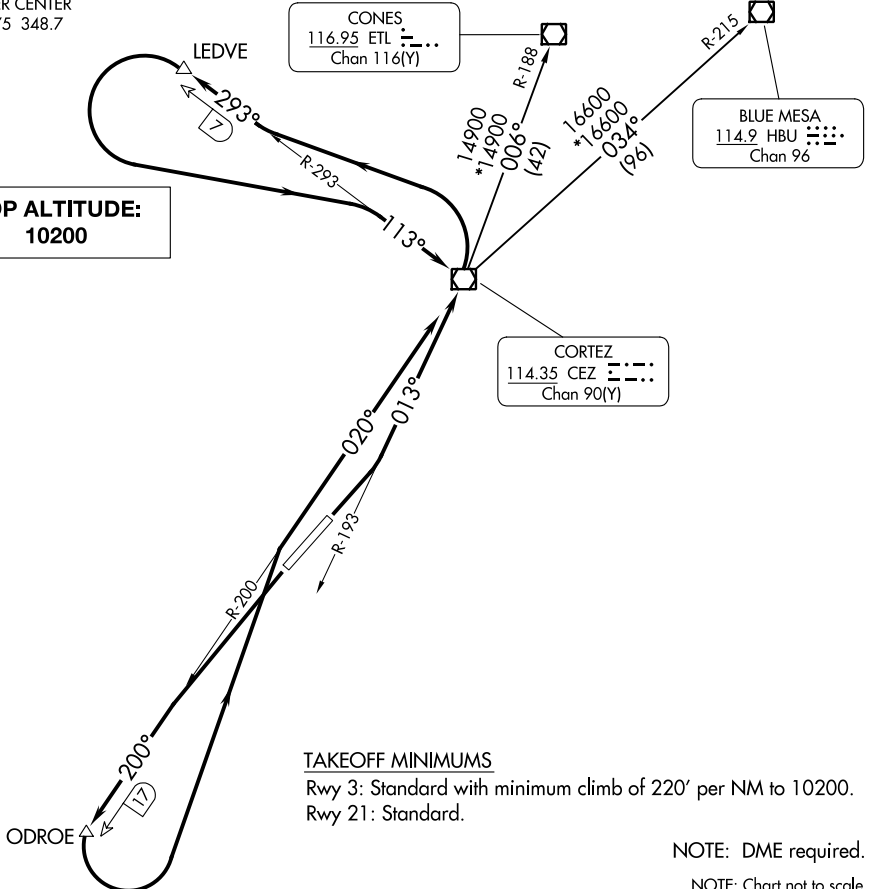 R CENTER
5 348.7
LEDVE
CONES
116.95 ETL
Chan 116(Y)
R-188
R-215
BLUE MESA
114.9 HBU
Chan 96
293°
7
R-293
113°
14900
*14900
006°
(42)
16600
*16600
034°
(96)
P ALTITUDE:
10200
CORTEZ
114.35 CEZ
Chan 90(Y)
020°
013°
R-193
R-200
200°
17
ODROE
TAKEOFF MINIMUMS
Rwy 3: Standard with minimum climb of 220' per NM to 10200.
Rwy 21: Standard.
NOTE: DME required.
NOTE: Chart not to scale